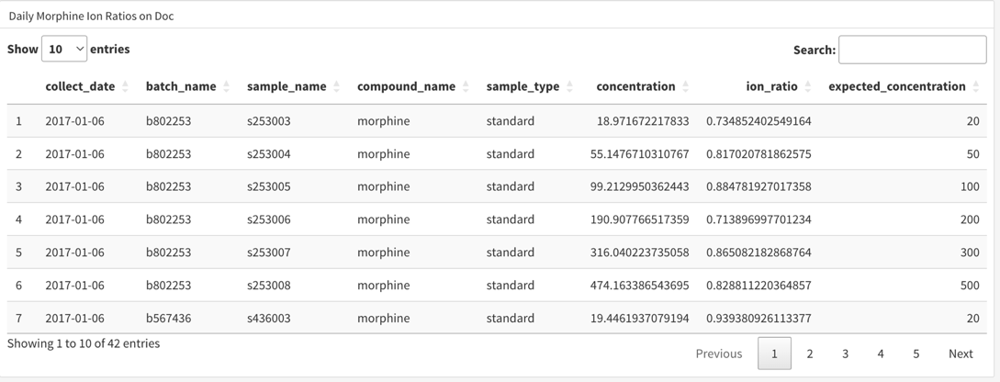 Daily Morphine Ion Ratios on Doc
Show 10 entries Search:
collect_date batch_name sample_name compound_name sample_type concentration ion_ratio expected_concentration
1 2017-01-06 b802253 s253003 morphine standard 18.971672217833 0.734852402549164 20
2 2017-01-06 b802253 s253004 morphine standard 55.1476710310767 0.817020781862575 50
3 2017-01-06 b802253 s253005 morphine standard 99.2129950362443 0.884781927017358 100
4 2017-01-06 b802253 s253006 morphine standard 190.907766517359 0.713896997701234 200
5 2017-01-06 b802253 s253007 morphine standard 316.040223735058 0.865082182868764 300
6 2017-01-06 b802253 s253008 morphine standard 474.163386543695 0.828811220364857 500
7 2017-01-06 b567436 s436003 morphine standard 19.4461937079194 0.939380926113377 20
Showing 1 to 10 of 42 entries
Previous 1 2 3 4 5 Next